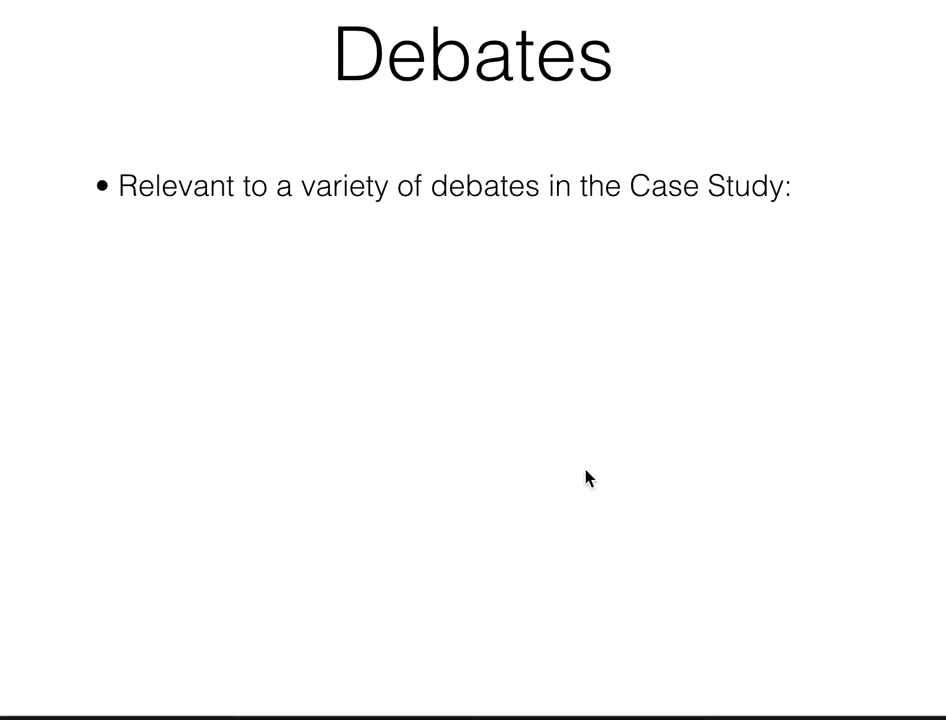 Debates
• Relevant to a variety of debates in the Case Study: